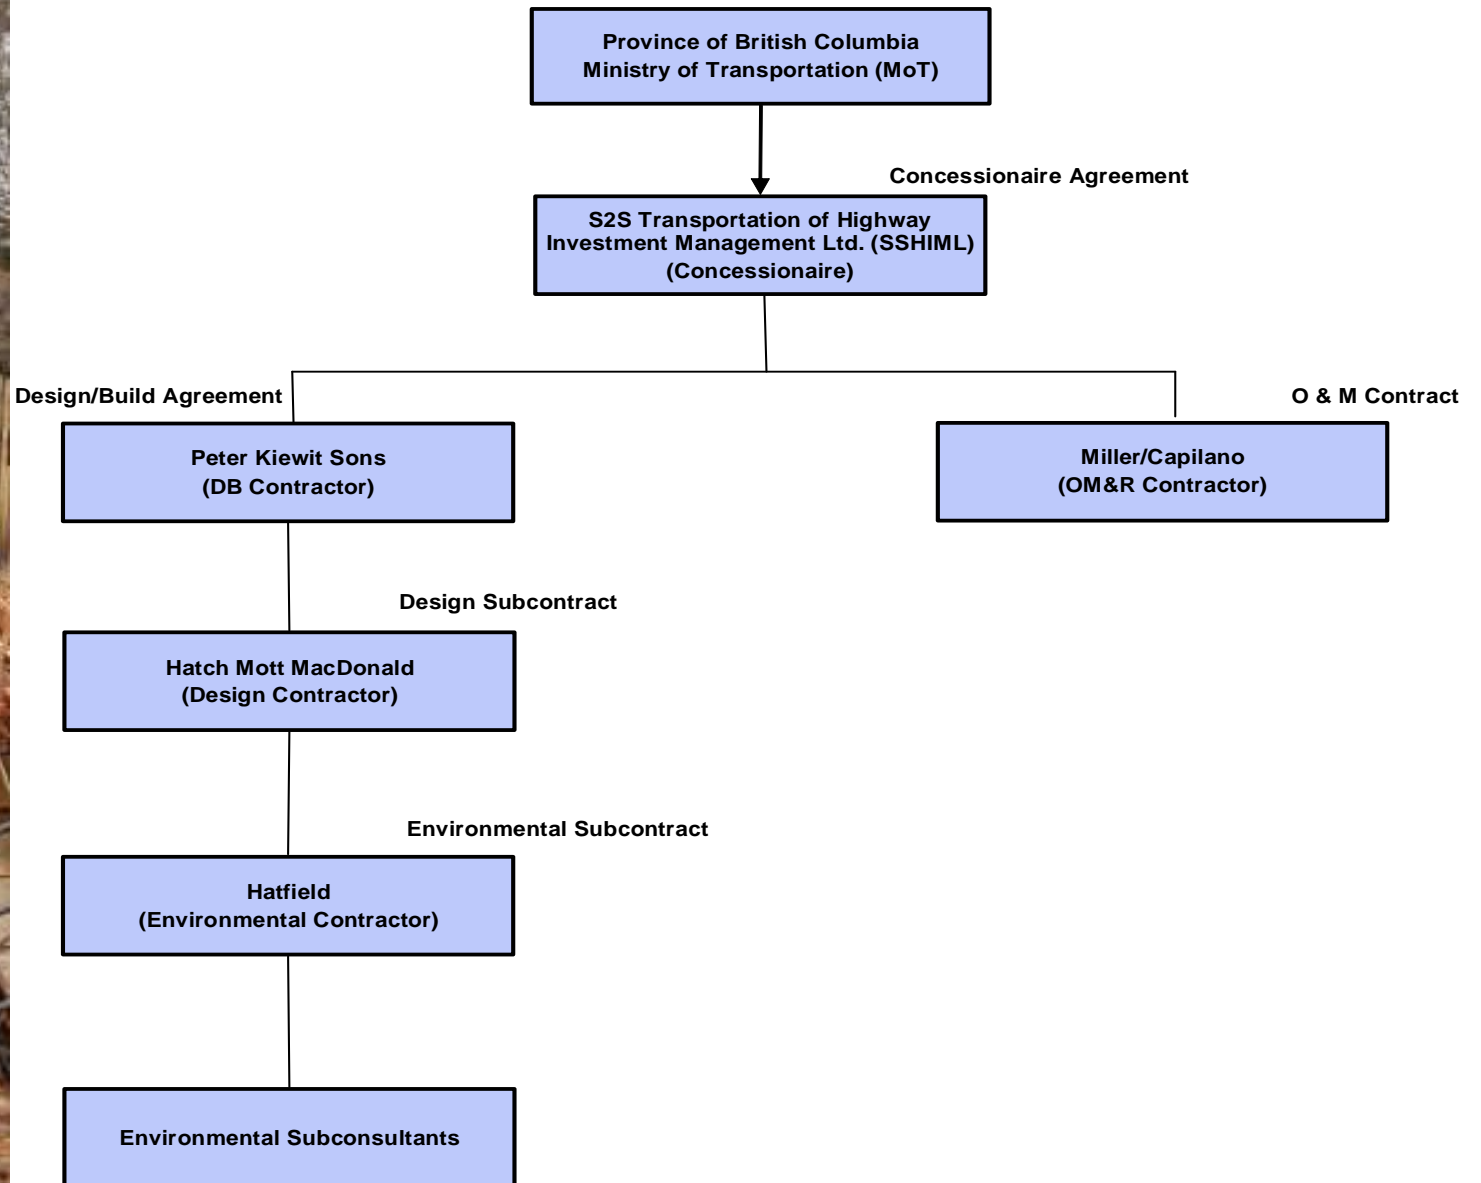 Province of British Columbia
Ministry of Transportation (MoT)
Concessionaire Agreement
S2S Transportation of Highway
Investment Management Ltd. (SSHIML)
(Concessionaire)
Design/Build Agreement
O & M Contract
Peter Kiewit Sons
(DB Contractor)
Miller/Capilano
(OM&R Contractor)
Design Subcontract
Hatch Mott MacDonald
(Design Contractor)
Environmental Subcontract
Hatfield
(Environmental Contractor)
Environmental Subconsultants